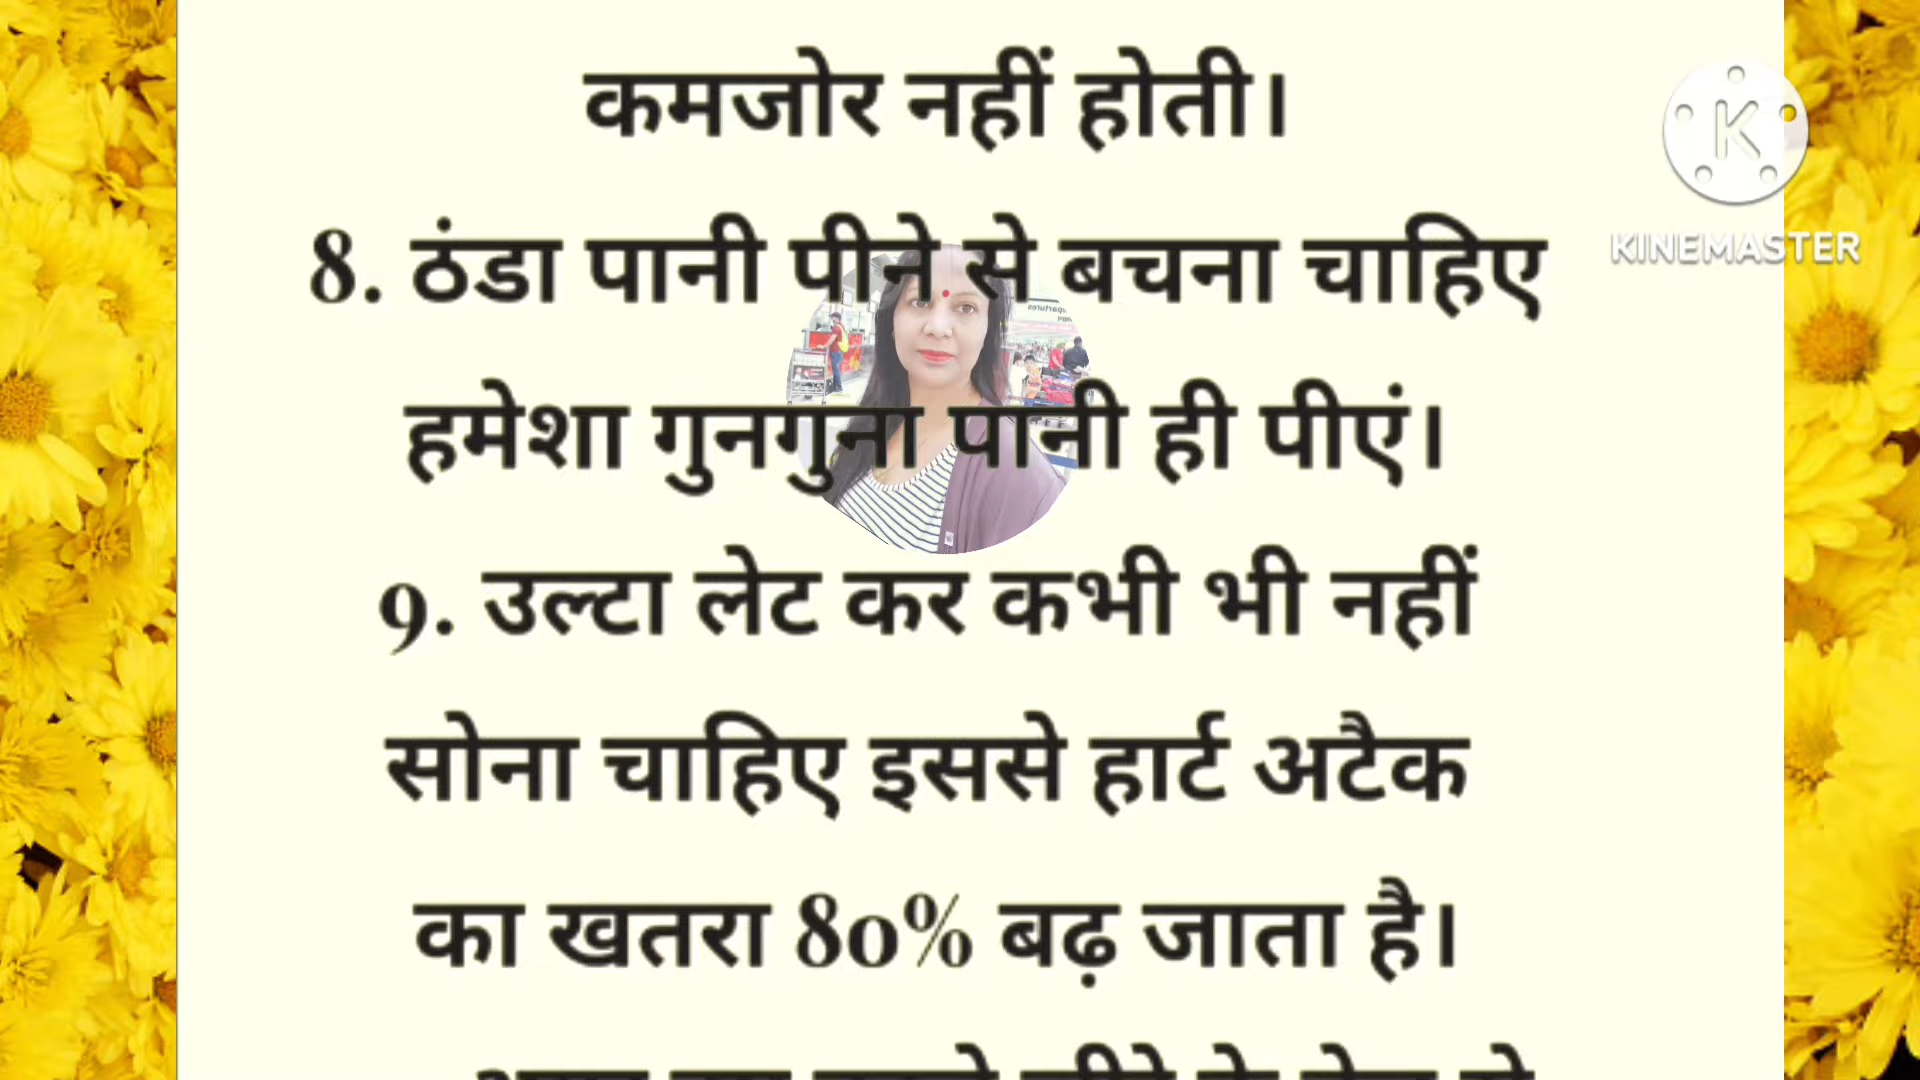 कमजोर नहीं होती।
KINEMASTER
8. ठंडा पानी पीने से बचना चाहिए
हमेशा गुनगुना पानी ही पीएं।
9. उल्टा लेट कर कभी भी नहीं
सोना चाहिए इससे हार्ट अटैक
का खतरा 80% बढ़ जाता है।